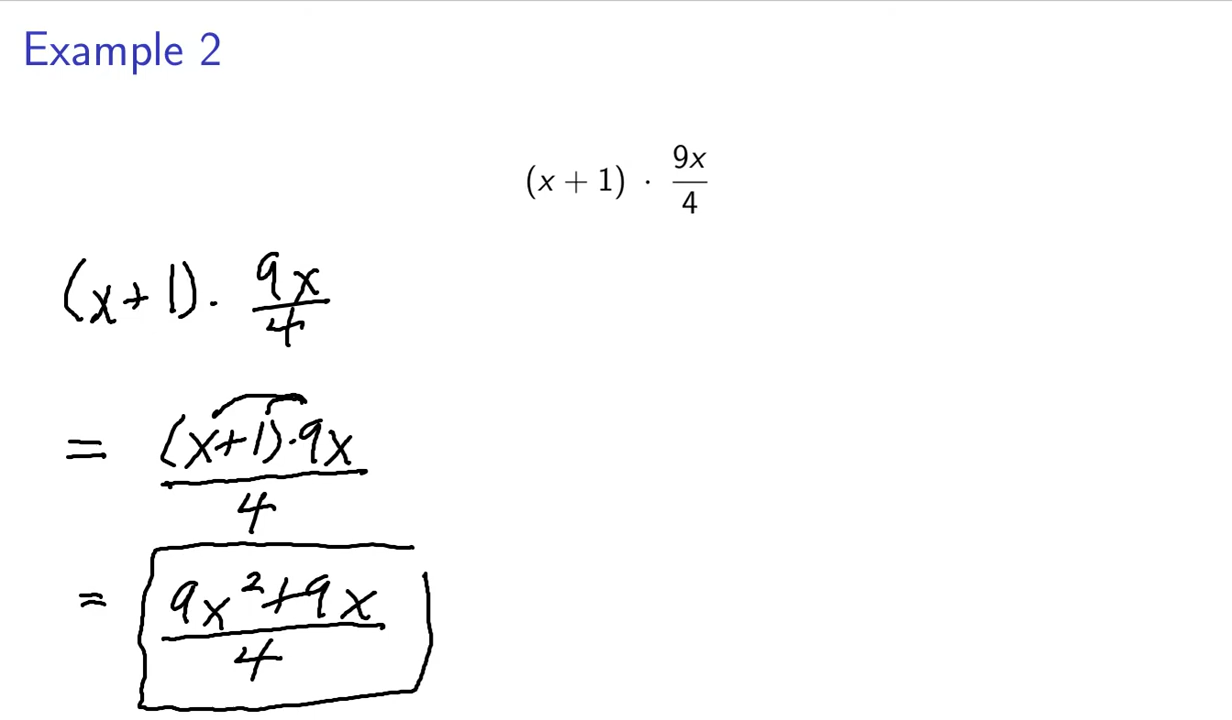 Example 2
(x + 1) · 9x/4
(x+1) · 9x/4
= (x+1)·9x/4
= 9x²+9x/4